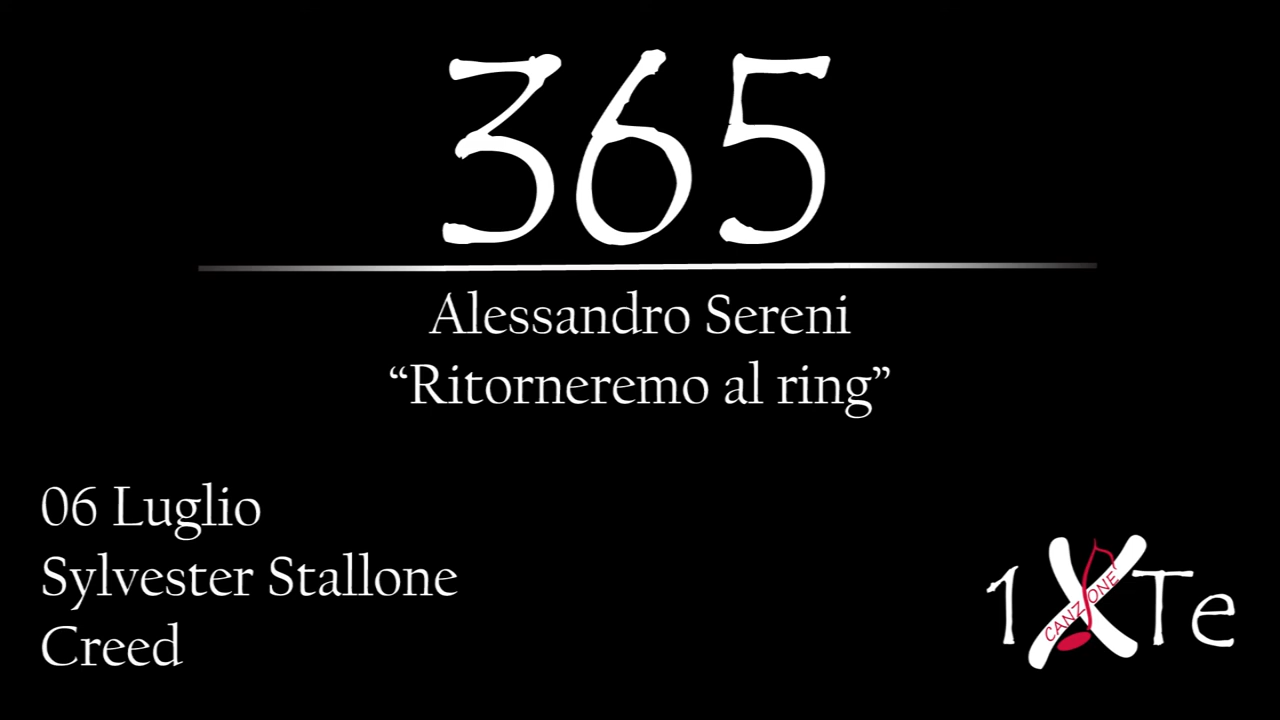 365
Alessandro Sereni
“Ritorneremo al ring”
06 Luglio
Sylvester Stallone
Creed
1XTe
CANZONE